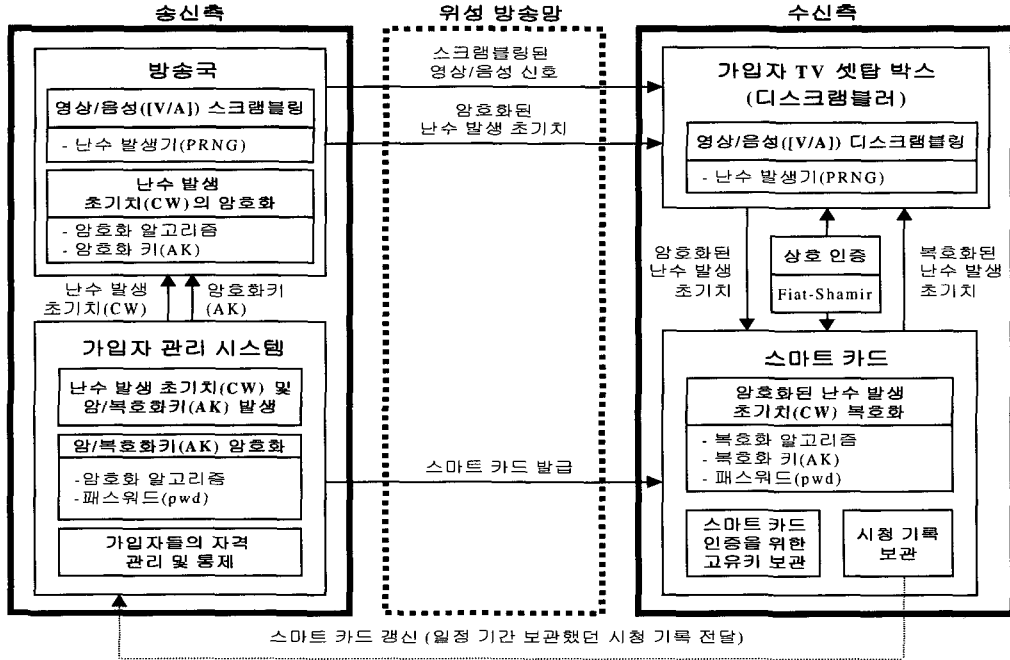 송신측
위성 방송망
수신측
방송국
영상/음성([V/A]) 스크램블링
- 난수 발생기(PRNG)
난수 발생
초기치(CW)의 암호화
- 암호화 알고리즘
- 암호화 키(AK)
난수 발생
초기치(CW)
암호화키
(AK)
가입자 관리 시스템
난수 발생 초기치(CW) 및
암/복호화키(AK) 발생
암/복호화키(AK) 암호화
-암호화 알고리즘
-패스워드(pwd)
가입자들의 자격
관리 및 통제
스크램블링된
영상/음성 신호
암호화된
난수 발생 초기치
스마트 카드 발급
가입자 TV 셋탑 박스
(디스크램블러)
영상/음성([V/A]) 디스크램블링
- 난수 발생기(PRNG)
암호화된
난수 발생
초기치
상호 인증
Fiat-Shamir
복호화된
난수 발생
초기치
스마트 카드
암호화된 난수 발생
초기치(CW) 복호화
- 복호화 알고리즘
- 복호화 키(AK)
- 패스워드(pwd)
스마트 카드
인증을 위한
고유키 보관
시청 기록
보관
스마트 카드 갱신 (일정 기간 보관했던 시청 기록 전달)